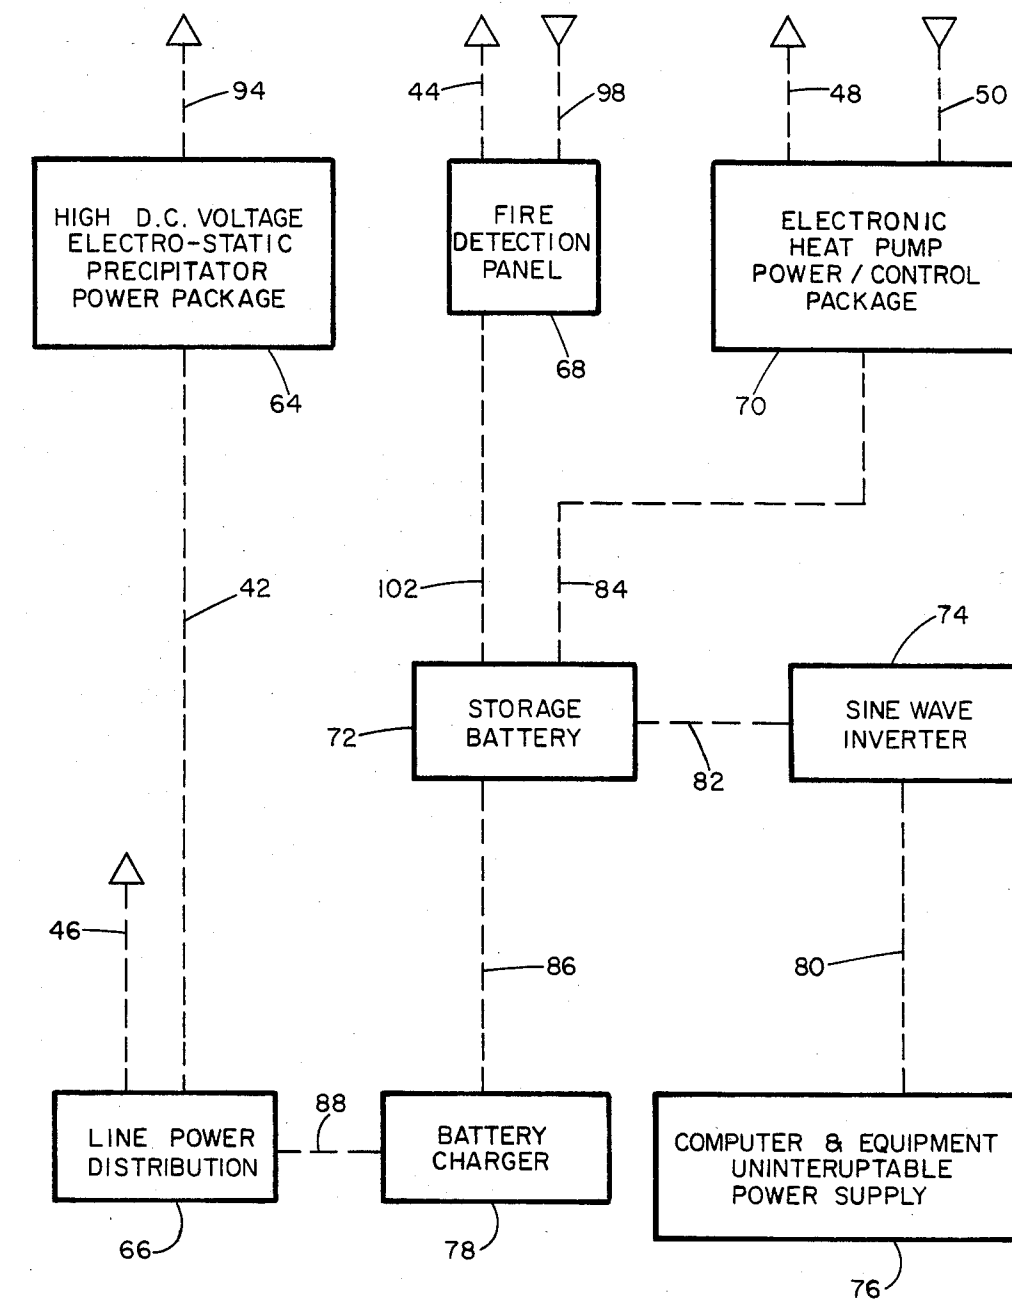 94
44
98
48
50
HIGH D.C. VOLTAGE
ELECTRO-STATIC
PRECIPITATOR
POWER PACKAGE
FIRE
DETECTION
PANEL
ELECTRONIC
HEAT PUMP
POWER / CONTROL
PACKAGE
64
68
70
42
102
84
74
STORAGE
BATTERY
72
82
SINE WAVE
INVERTER
46
86
80
88
LINE POWER
DISTRIBUTION
BATTERY
CHARGER
COMPUTER & EQUIPMENT
UNINTERUPTABLE
POWER SUPPLY
66
78
76